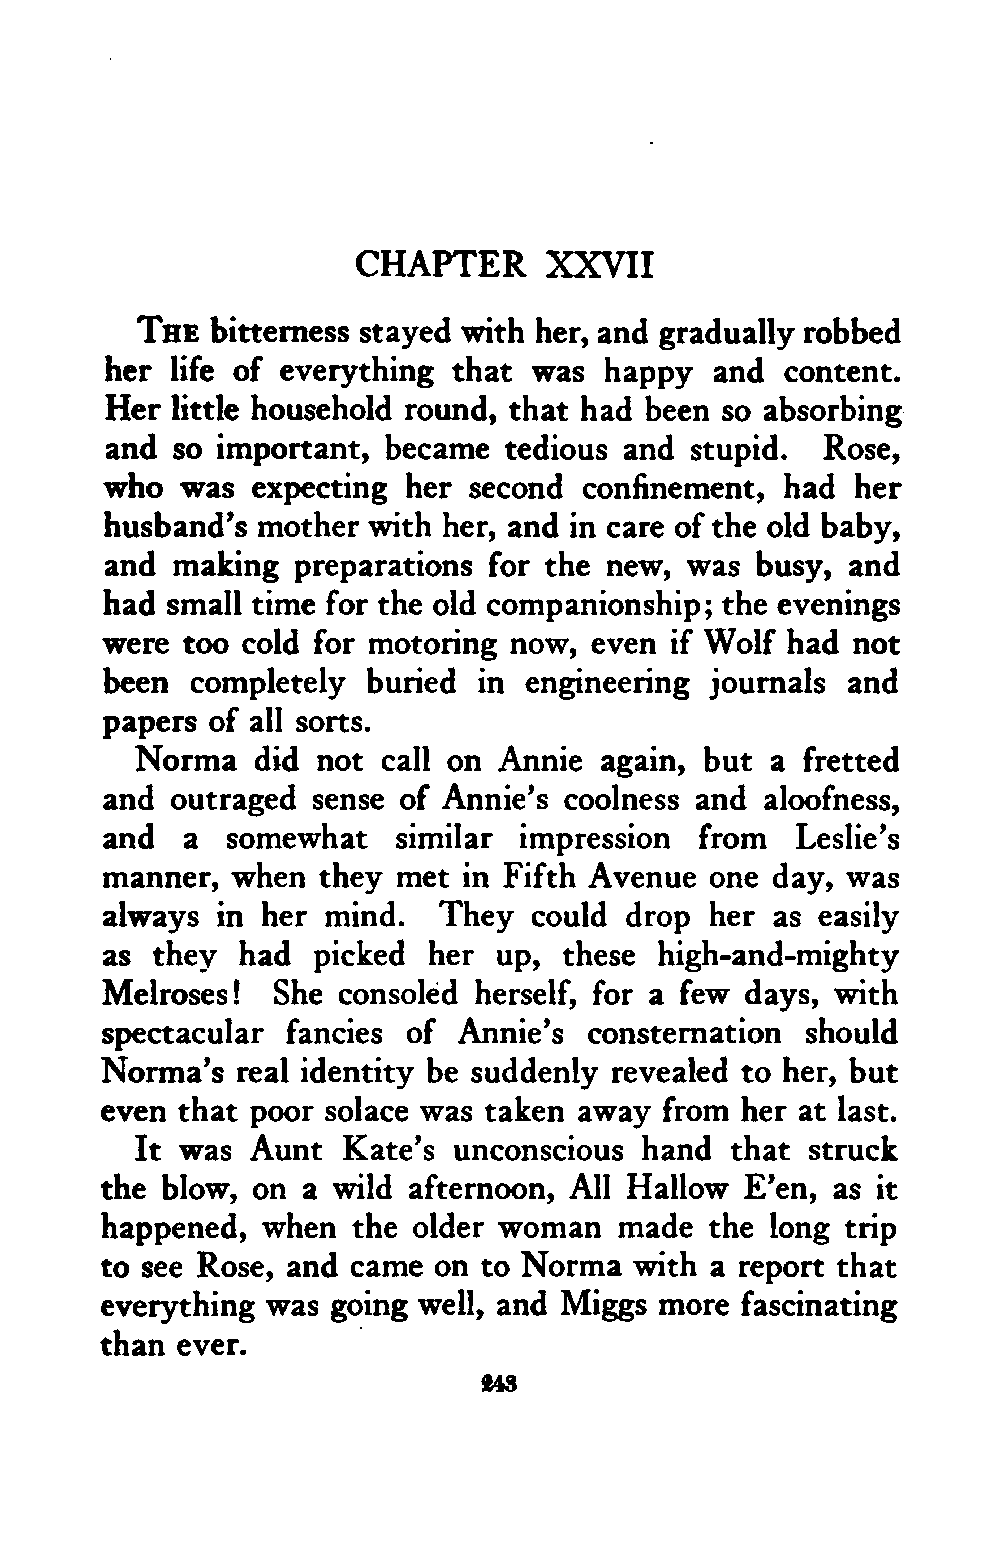 CHAPTER XXVII
THE bitterness stayed with her, and gradually robbed
her life of everything that was happy and content.
Her little household round, that had been so absorbing
and so important, became tedious and stupid. Rose,
who was expecting her second confinement, had her
husband's mother with her, and in care of the old baby,
and making preparations for the new, was busy, and
had small time for the old companionship; the evenings
were too cold for motoring now, even if Wolf had not
been completely buried in engineering journals and
papers of all sorts.
Norma did not call on Annie again, but a fretted
and outraged sense of Annie's coolness and aloofness,
and a somewhat similar impression from Leslie's
manner, when they met in Fifth Avenue one day, was
always in her mind. They could drop her as easily
as they had picked her up, these high-and-mighty
Melroses! She consoled herself, for a few days, with
spectacular fancies of Annie's consternation should
Norma's real identity be suddenly revealed to her, but
even that poor solace was taken away from her at last.
It was Aunt Kate's unconscious hand that struck
the blow, on a wild afternoon, All Hallow E'en, as it
happened, when the older woman made the long trip
to see Rose, and came on to Norma with a report that
everything was going well, and Miggs more fascinating
than ever.
243